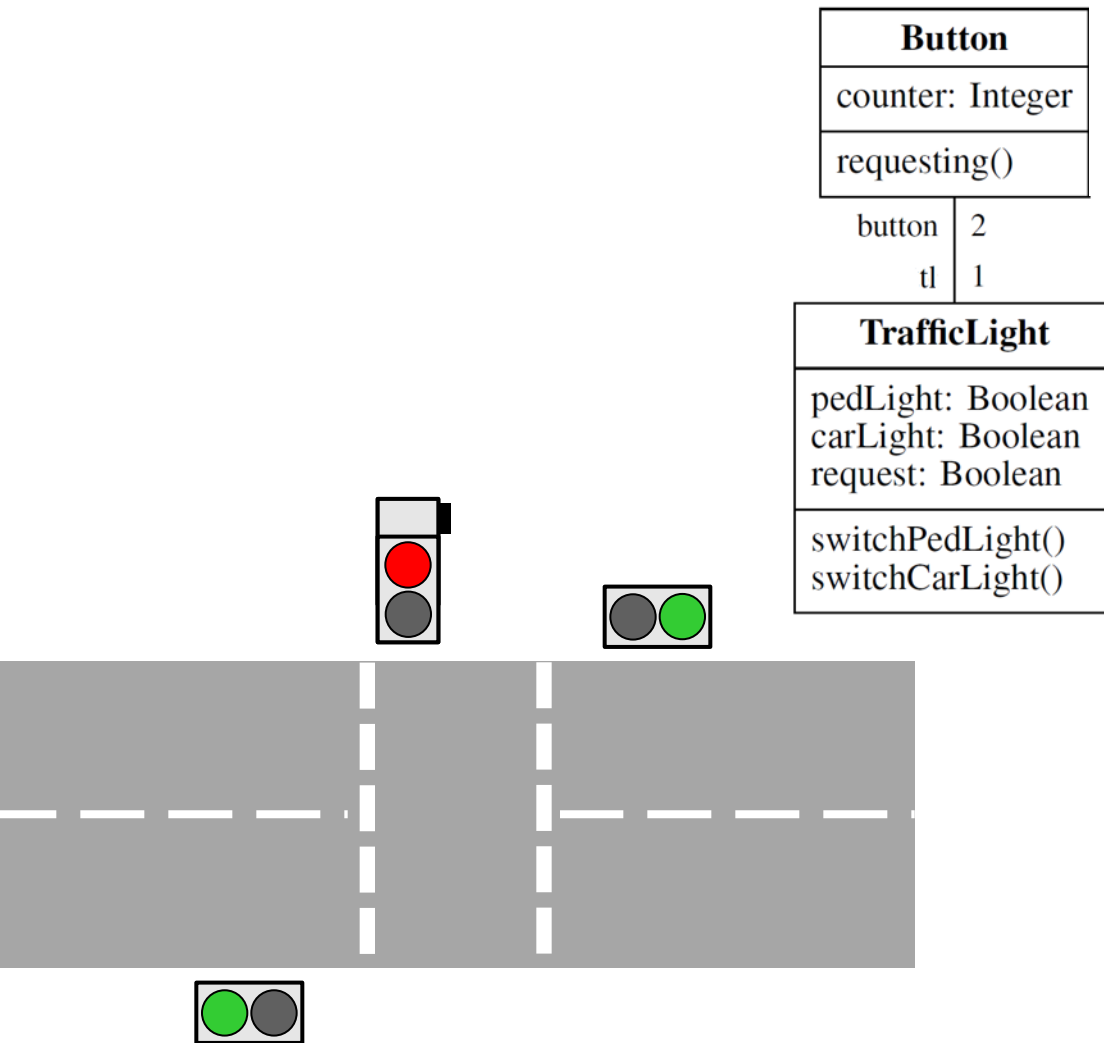 Button
counter: Integer
requesting()
button 2
tl 1
TrafficLight
pedLight: Boolean
carLight: Boolean
request: Boolean
switchPedLight()
switchCarLight()